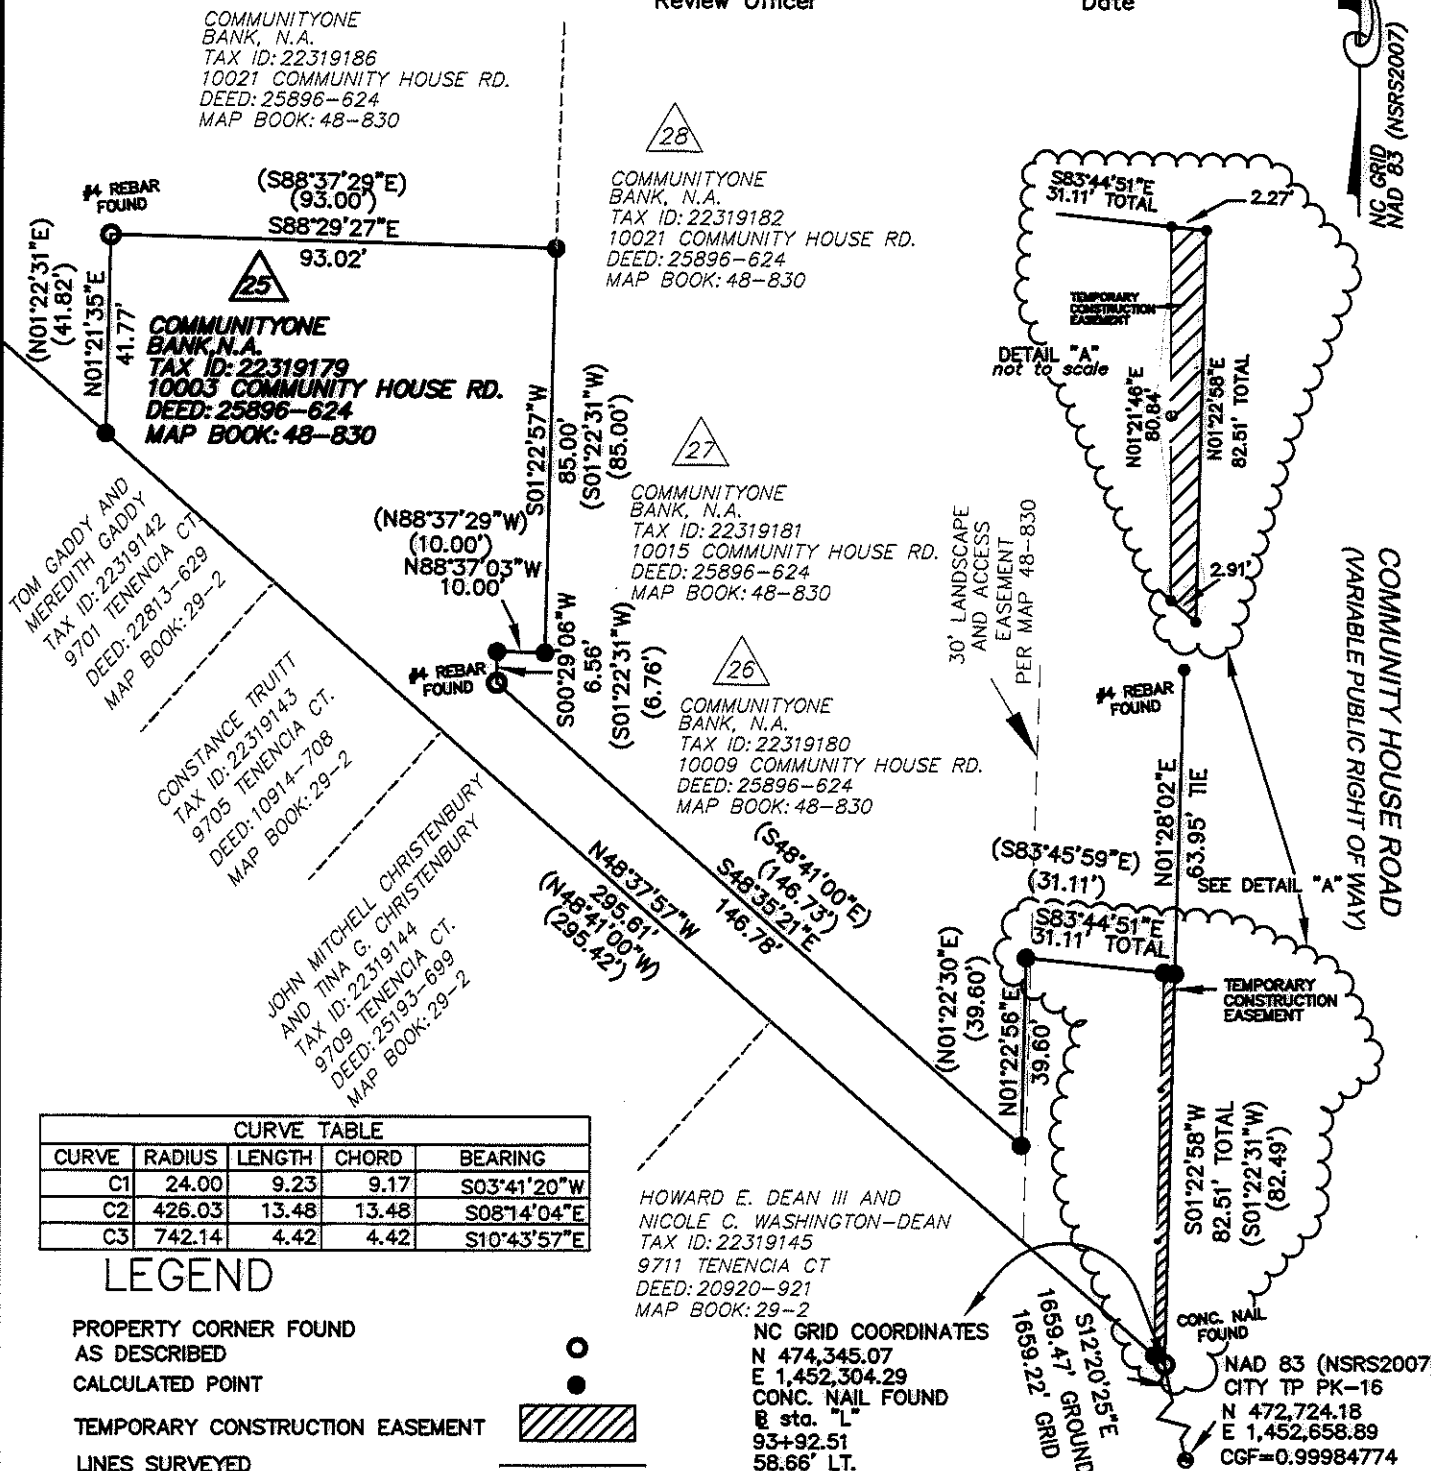 Review Officer
Date
COMMUNITYONE
BANK, N.A.
TAX ID: 22319186
10021 COMMUNITY HOUSE RD.
DEED: 25896-624
MAP BOOK: 48-830
NC GRID
NAD 83 (NSRS2007)
28
COMMUNITYONE
BANK, N.A.
TAX ID: 22319182
10021 COMMUNITY HOUSE RD.
DEED: 25896-624
MAP BOOK: 48-830
#4 REBAR
FOUND
(S88°37'29"E)
(93.00')
S88°29'27"E
93.02'
(N01°22'31"E)
(41.82')
N01°21'35"E
41.77'
25
COMMUNITYONE
BANK,N.A.
TAX ID: 22319179
10003 COMMUNITY HOUSE RD.
DEED: 25896-624
MAP BOOK: 48-830
S01°22'57"W
85.00'
(S01°22'31"W)
(85.00')
S83°44'51"E
31.11' TOTAL
2.27'
TEMPORARY
CONSTRUCTION
EASEMENT
DETAIL "A"
not to scale
N01°21'46"E
80.84'
N01°22'58"E
82.51' TOTAL
2.91'
27
COMMUNITYONE
BANK, N.A.
TAX ID: 22319181
10015 COMMUNITY HOUSE RD.
DEED: 25896-624
MAP BOOK: 48-830
(N88°37'29"W)
(10.00')
N88°37'03"W
10.00'
#4 REBAR
FOUND
S00°29'06"W
6.56'
(S01°22'31"W)
(6.76')
26
COMMUNITYONE
BANK, N.A.
TAX ID: 22319180
10009 COMMUNITY HOUSE RD.
DEED: 25896-624
MAP BOOK: 48-830
30' LANDSCAPE
AND ACCESS
EASEMENT
PER MAP 48-830
COMMUNITY HOUSE ROAD
(VARIABLE PUBLIC RIGHT OF WAY)
#4 REBAR
FOUND
N01°28'02"E
63.95' TIE
SEE DETAIL "A"
TOM GADDY AND
MEREDITH GADDY
TAX ID: 22319142
9701 TENENCIA CT.
DEED: 22813-629
MAP BOOK: 29-2
CONSTANCE TRUITT
TAX ID: 22319143
9705 TENENCIA CT.
DEED: 10914-708
MAP BOOK: 29-2
JOHN MITCHELL CHRISTENBURY
AND TINA G. CHRISTENBURY
TAX ID: 22319144
9709 TENENCIA CT.
DEED: 25193-699
MAP BOOK: 29-2
N48°37'57"W
295.61'
(N48°41'00"W)
(295.42')
(S48°41'00"E)
(146.73')
S48°35'21"E
146.78'
(S83°45'59"E)
(31.11')
S83°44'51"E
31.11' TOTAL
(N01°22'30"E)
(39.60')
N01°22'56"E
39.60'
TEMPORARY
CONSTRUCTION
EASEMENT
S01°22'58"W
82.51' TOTAL
(S01°22'31"W)
(82.49')
CURVE TABLE
CURVE RADIUS LENGTH CHORD BEARING
C1 24.00 9.23 9.17 S03°41'20"W
C2 426.03 13.48 13.48 S08°14'04"E
C3 742.14 4.42 4.42 S10°43'57"E
HOWARD E. DEAN III AND
NICOLE C. WASHINGTON-DEAN
TAX ID: 22319145
9711 TENENCIA CT
DEED: 20920-921
MAP BOOK: 29-2
LEGEND
PROPERTY CORNER FOUND
AS DESCRIBED
CALCULATED POINT
TEMPORARY CONSTRUCTION EASEMENT
LINES SURVEYED
NC GRID COORDINATES
N 474,345.07
E 1,452,304.29
CONC. NAIL FOUND
sta. "L"
93+92.51
58.66' LT.
S12°20'25"E
1659.47' GROUND
1659.22' GRID
CONC. NAIL
FOUND
NAD 83 (NSRS2007)
CITY TP PK-16
N 472,724.18
E 1,452,658.89
CGF=0.99984774